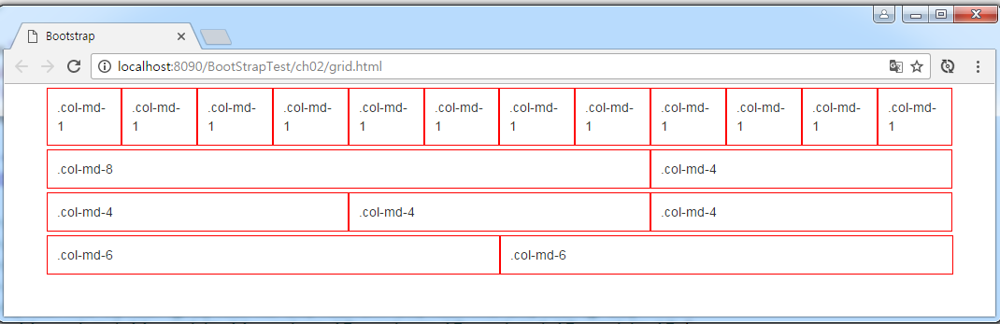 Bootstrap
localhost:8090/BootStrapTest/ch02/grid.html
.col-md-1 .col-md-1 .col-md-1 .col-md-1 .col-md-1 .col-md-1 .col-md-1 .col-md-1 .col-md-1 .col-md-1 .col-md-1 .col-md-1
.col-md-8 .col-md-4
.col-md-4 .col-md-4 .col-md-4
.col-md-6 .col-md-6